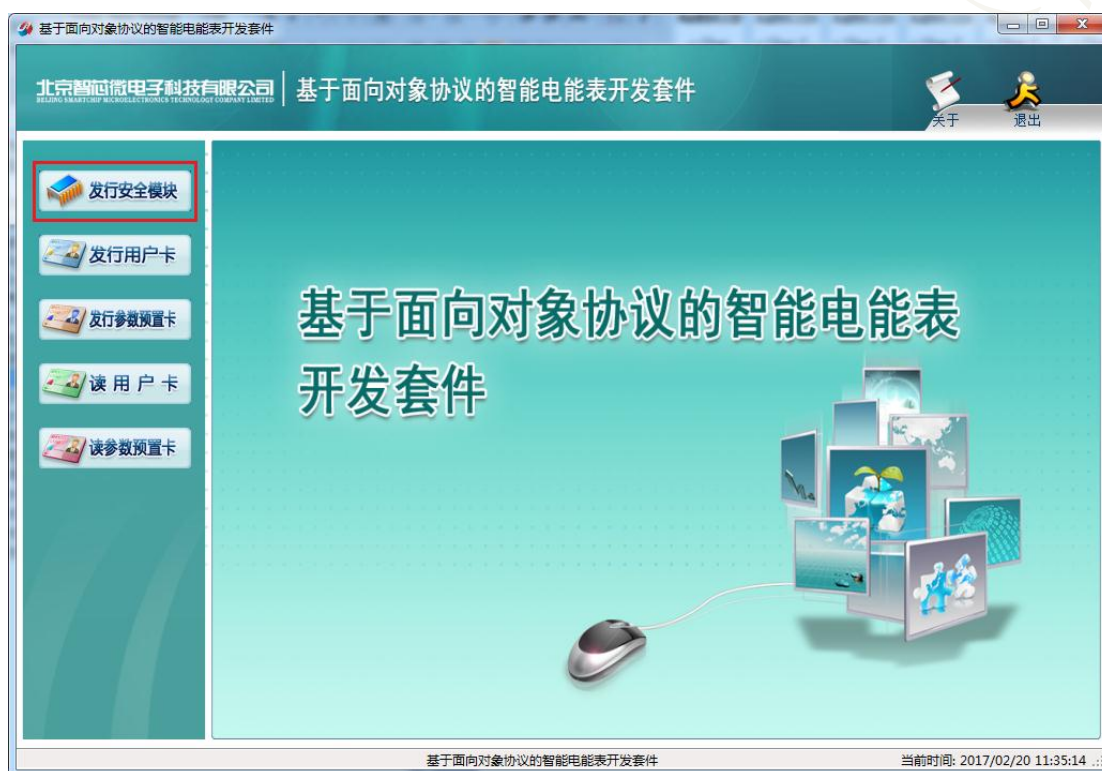 基于面向对象协议的智能电能表开发套件
北京智芯微电子科技有限公司
BEIJING SMARTCHIP MICROELECTRONICS TECHNOLOGY COMPANY LIMITED
基于面向对象协议的智能电能表开发套件
关于
退出
发行安全模块
发行用户卡
发行参数预置卡
读用户卡
读参数预置卡
基于面向对象协议的智能电能表
开发套件
基于面向对象协议的智能电能表开发套件
当前时间: 2017/02/20 11:35:14